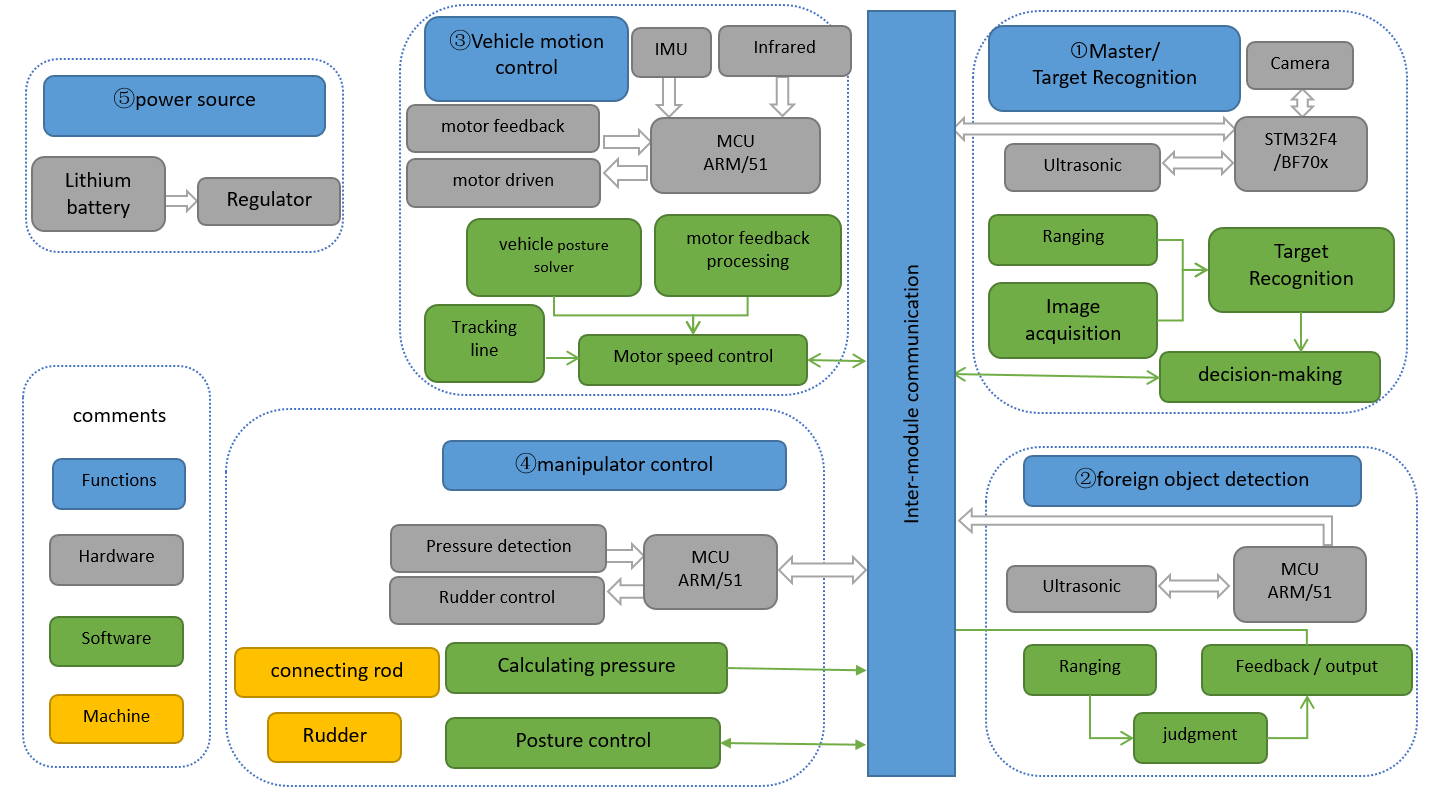 ⑤power source
Lithium
battery
Regulator
③Vehicle motion
control
IMU
Infrared
motor feedback
motor driven
MCU
ARM/51
vehicle posture
solver
motor feedback
processing
Tracking
line
Motor speed control
Inter-module communication
①Master/
Target Recognition
Camera
STM32F4
/BF70x
Ultrasonic
Ranging
Image
acquisition
Target
Recognition
decision-making
comments
Functions
Hardware
Software
Machine
④manipulator control
Pressure detection
Rudder control
MCU
ARM/51
connecting rod
Calculating pressure
Rudder
Posture control
②foreign object detection
Ultrasonic
MCU
ARM/51
Ranging
Feedback / output
judgment